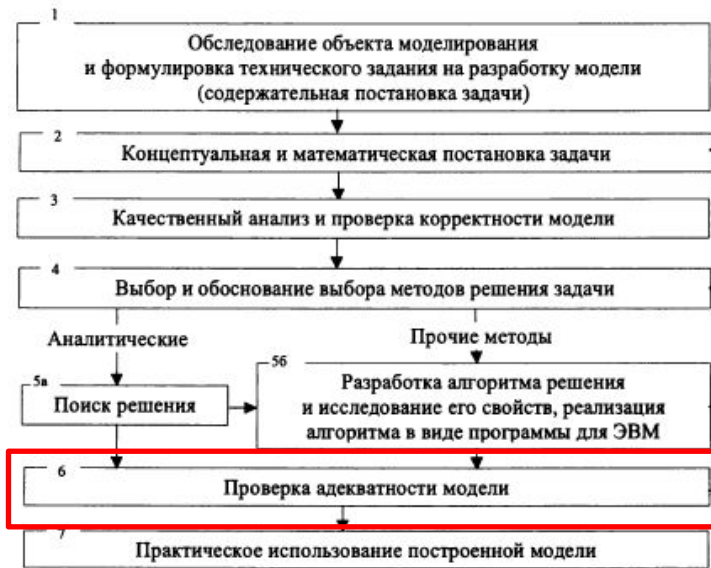 1
Обследование объекта моделирования
и формулировка технического задания на разработку модели
(содержательная постановка задачи)
2
Концептуальная и математическая постановка задачи
3
Качественный анализ и проверка корректности модели
4
Выбор и обоснование выбора методов решения задачи
Аналитические
Прочие методы
5а
Поиск решения
5б
Разработка алгоритма решения
и исследование его свойств, реализация
алгоритма в виде программы для ЭВМ
6
Проверка адекватности модели
7
Практическое использование построенной модели